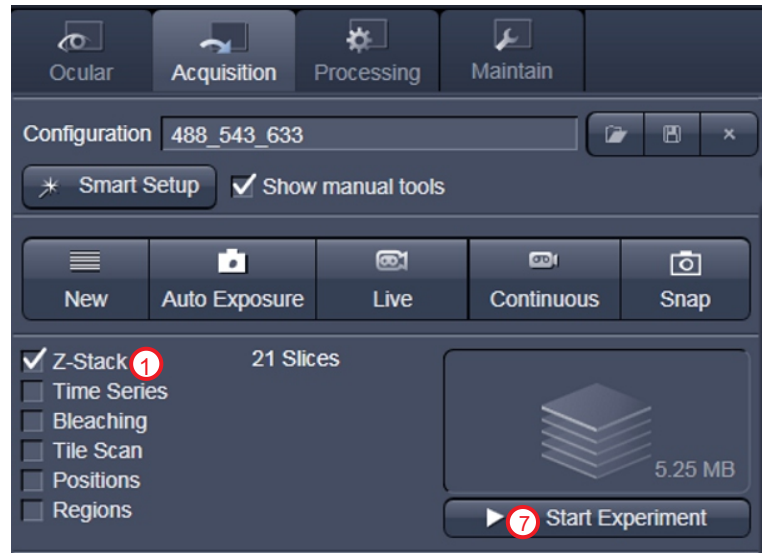 Ocular Acquisition Processing Maintain
Configuration 488_543_633
Smart Setup Show manual tools
New Auto Exposure Live Continuous Snap
Z-Stack 1 21 Slices
Time Series
Bleaching
Tile Scan
Positions
Regions
5.25 MB
7 Start Experiment